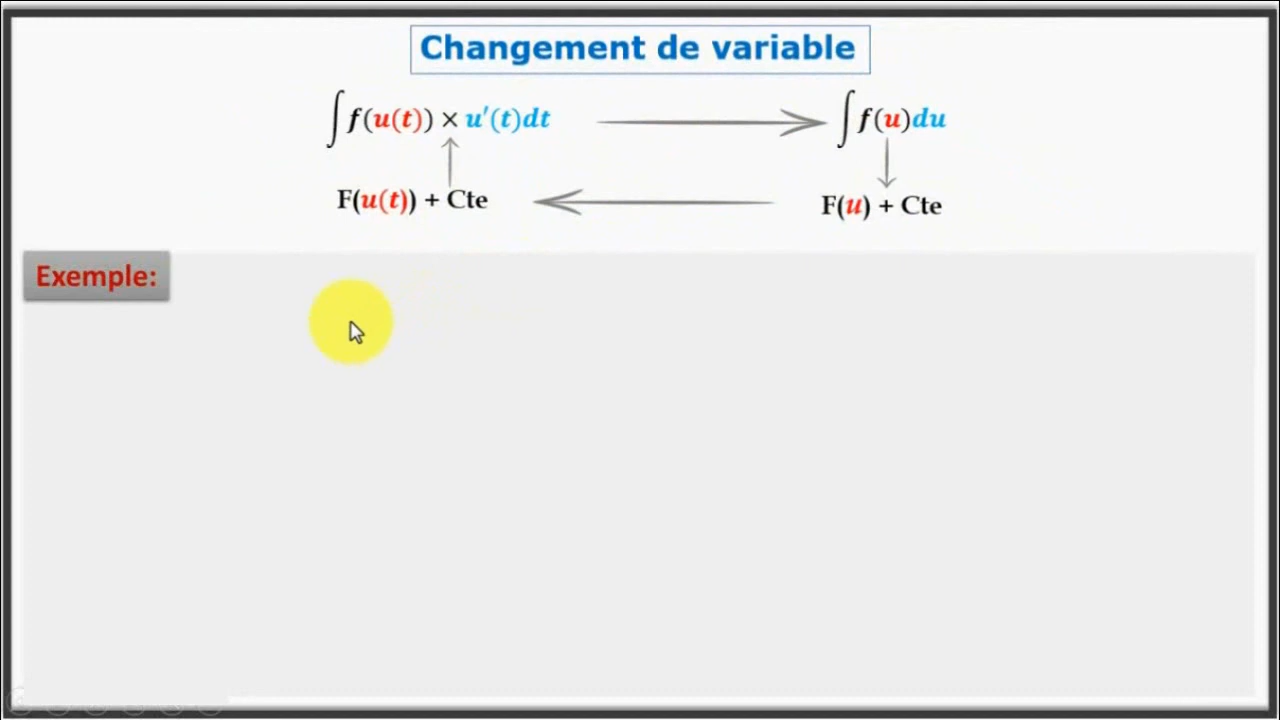 Changement de variable
∫f(u(t)) × u'(t)dt
∫f(u)du
F(u(t)) + Cte
F(u) + Cte
Exemple: